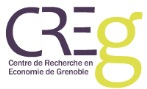 CREg
Centre de Recherche en
Economie de Grenoble